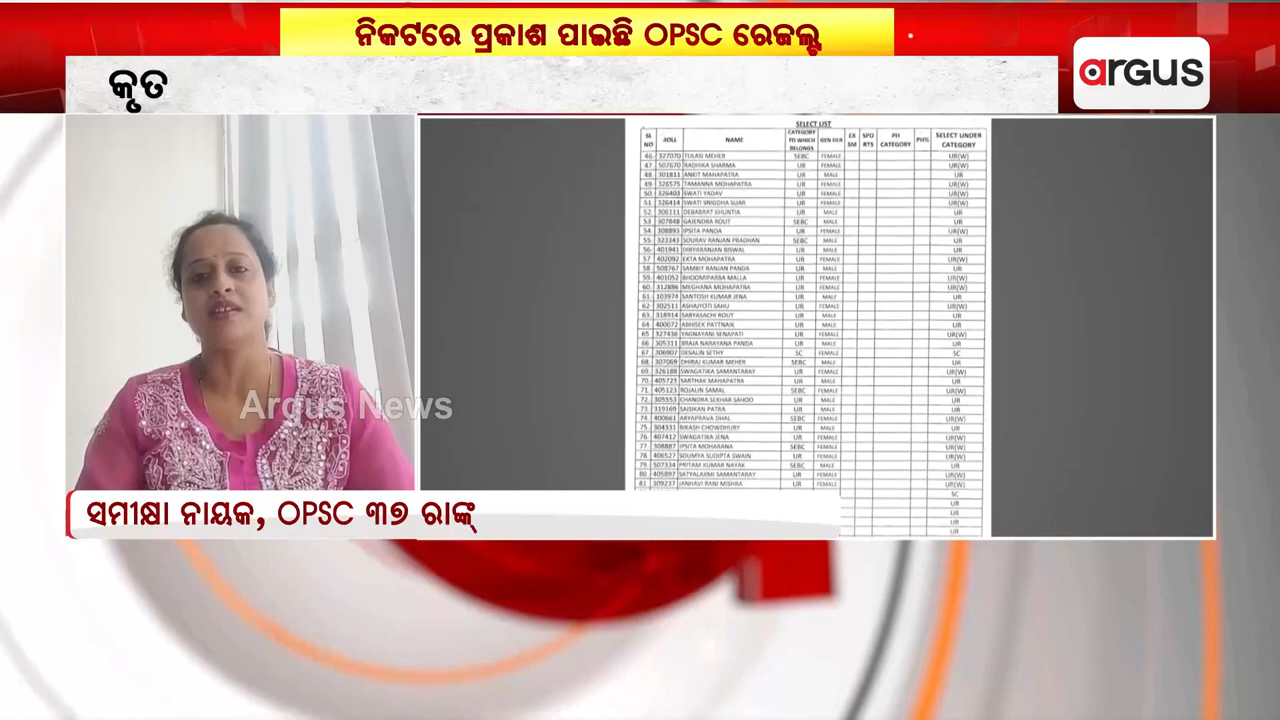 ନିକଟରେ ପ୍ରକାଶ ପାଇଛି OPSC ରେଜଲ୍ଟ
କୃତ
argus
SELECT LIST
SL NO ROLL NAME CATEGORY TO WHICH BELONGS GENDER EX SM SPO RTS PH CATEGORY PH% SELECT UNDER CATEGORY
46. 327070 TULASI MEHER SEBC FEMALE UR(W)
47. 507670 RADHIKA SHARMA UR FEMALE UR(W)
48. 301811 ANKIT MAHAPATRA UR MALE UR
49. 326575 TAMANNA MOHAPATRA UR FEMALE UR(W)
50. 326403 SWATI YADAV UR FEMALE UR(W)
51. 326414 SWATI SNIGDHA SUAR UR FEMALE UR(W)
52. 306111 DEBABRAT KHUNTIA UR MALE UR
53. 307848 GAJENDRA ROUT SEBC MALE UR
54. 308893 IPSITA PANDA UR FEMALE UR(W)
55. 323343 SOURAV RANJAN PRADHAN SEBC MALE UR
56. 401941 DIBYARANJAN BISWAL UR MALE UR
57. 402092 EKTA MOHAPATRA UR FEMALE UR(W)
58. 508767 SAMBIT RANJAN PANDA UR MALE UR
59. 401052 BHOOMIPARBA MALLA UR FEMALE UR(W)
60. 312886 MEGHANA MOHAPATRA UR FEMALE UR(W)
61. 103974 SANTOSH KUMAR JENA UR MALE UR
62. 302511 ASHAJYOTI SAHU UR FEMALE UR(W)
63. 318914 SABYASACHI ROUT UR MALE UR
64. 400072 ABHISEK PATTNAIK UR MALE UR
65. 327436 YAGNAYANI SENAPATI UR FEMALE UR(W)
66. 305311 BRAJA NARAYANA PANDA UR MALE UR
67. 306907 DESALIN SETHY SC FEMALE SC
68. 307069 DHIRAJ KUMAR MEHER SEBC MALE UR
69. 326188 SWAGATIKA SAMANTARAY UR FEMALE UR(W)
70. 405723 SARTHAK MAHAPATRA UR MALE UR
71. 405123 ROJALIN SAMAL SEBC FEMALE UR(W)
72. 305553 CHANDRA SEKHAR SAHOO UR MALE UR
73. 319169 SAISIKAN PATRA UR MALE UR
74. 400661 ARYAPRAVA DHAL SEBC FEMALE UR(W)
75. 304331 BIKASH CHOWDHURY UR MALE UR
76. 407412 SWAGATIKA JENA UR FEMALE UR(W)
77. 308887 IPSITA MOHARANA SEBC FEMALE UR(W)
78. 406527 SOUMYA SUDIPTA SWAIN UR FEMALE UR(W)
79. 507334 PRITAM KUMAR NAYAK SEBC MALE UR
80. 405897 SATYALAXMI SAMANTARAY UR FEMALE UR(W)
81. 309237 JANHAVI RANI MISHRA UR FEMALE UR(W)
SC
UR
UR
UR
UR
Argus News
ସମୀକ୍ଷା ନାୟକ, OPSC ୩୭ ରାଙ୍କ୍